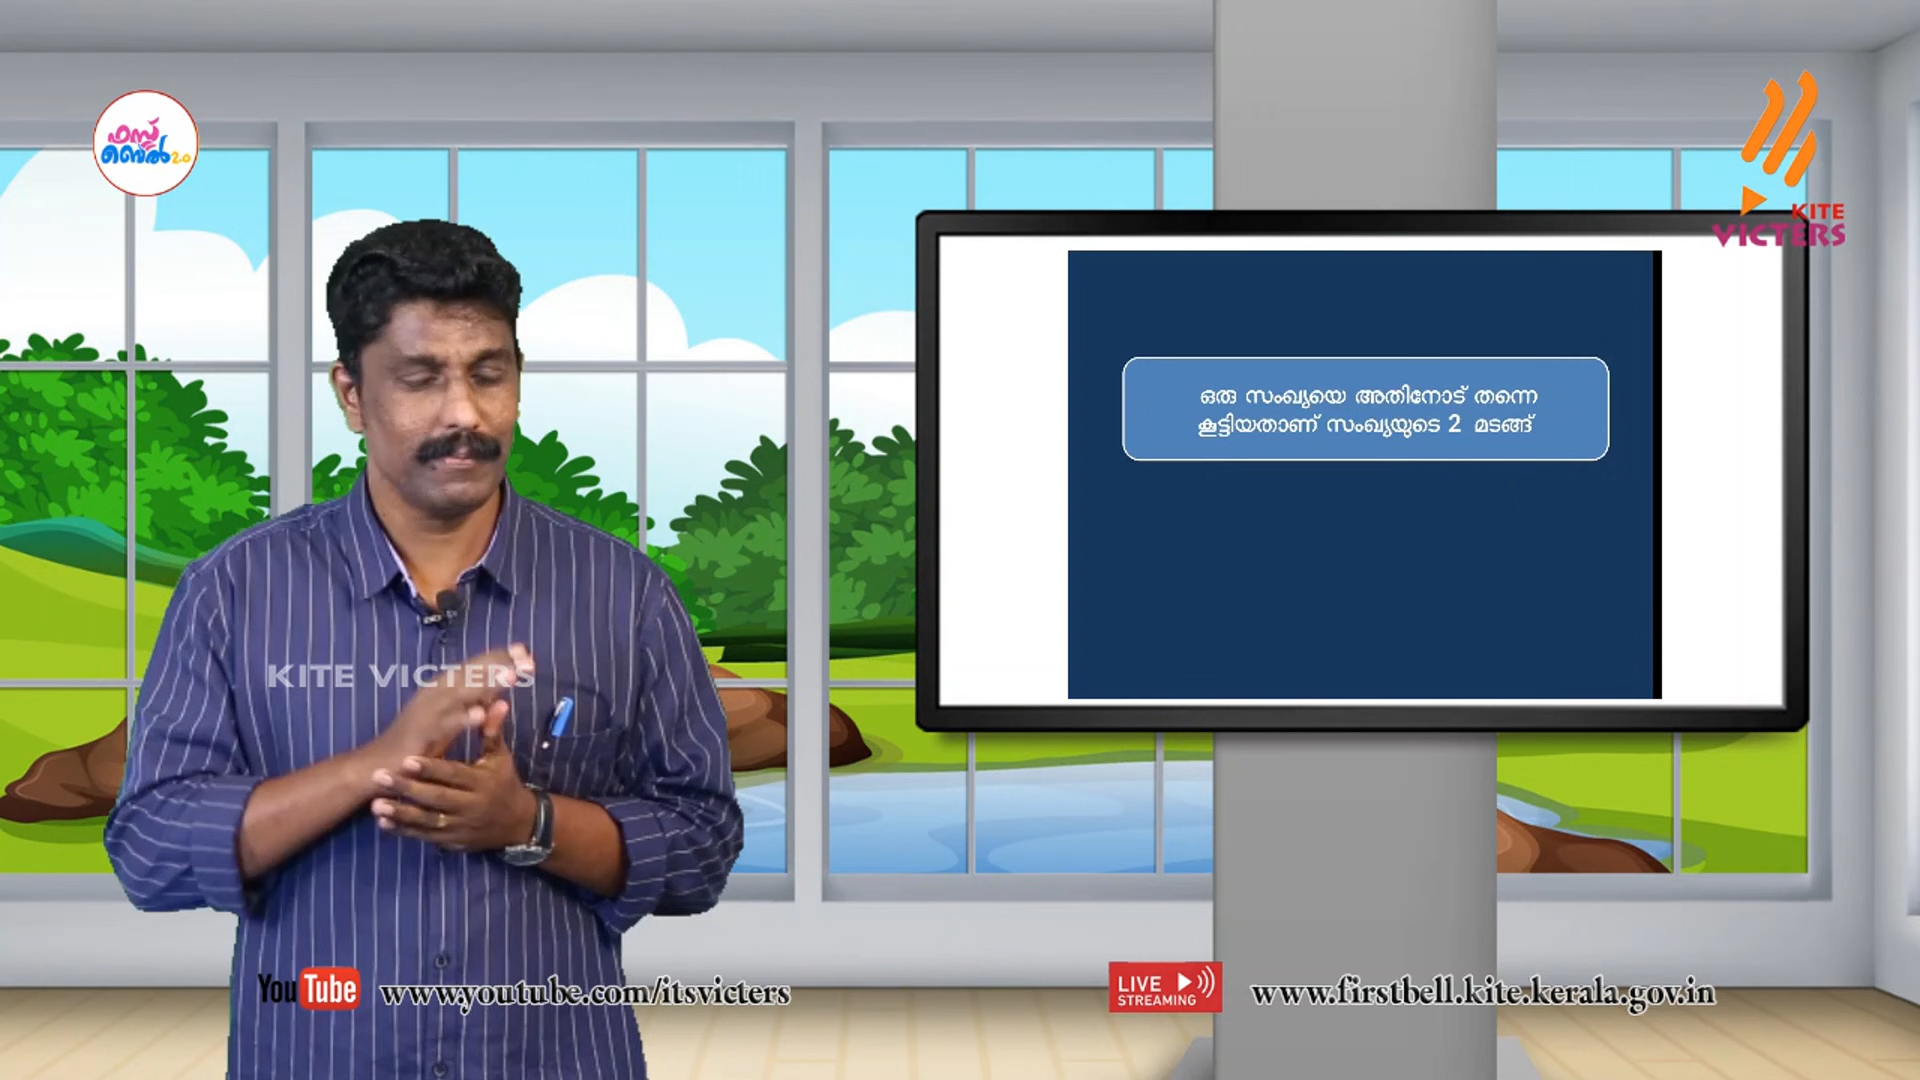 ഫസ്റ്റ്
ബെൽ 2.0
KITE
VICTERS
ഒരു സംഖ്യയെ അതിനോട് തന്നെ
കൂട്ടിയതാണ് സംഖ്യയുടെ 2 മടങ്ങ്
KITE VICTERS
YouTube www.youtube.com/itsvicters
LIVE
STREAMING
www.firstbell.kite.kerala.gov.in